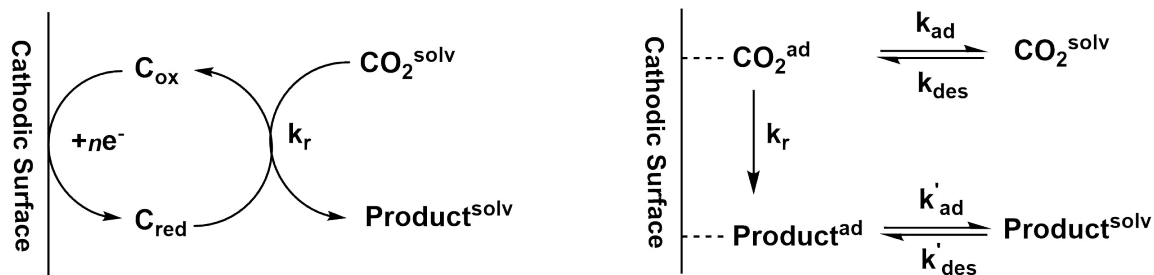 Cathodic Surface
C_ox
+ne⁻
C_red
k_r
CO₂^solv
Product^solv
Cathodic Surface
CO₂^ad
k_ad
k_des
CO₂^solv
k_r
Product^ad
k'_ad
k'_des
Product^solv